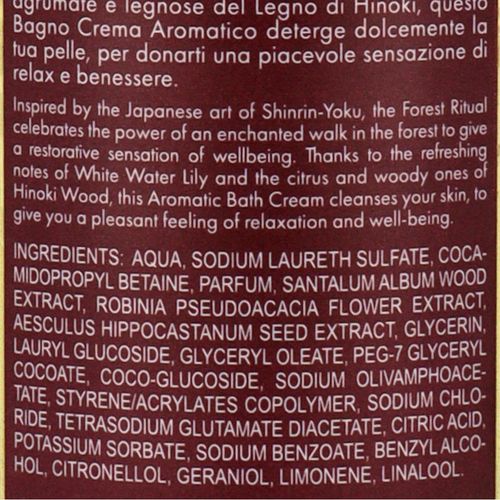 agrumate e legnose del Legno di Hinoki, questo
Bagno Crema Aromatico deterge dolcemente la
tua pelle, per donarti una piacevole sensazione di
relax e benessere.
Inspired by the Japanese art of Shinrin-Yoku, the Forest Ritual
celebrates the power of an enchanted walk in the forest to give
a restorative sensation of wellbeing. Thanks to the refreshing
notes of White Water Lily and the citrus and woody ones of
Hinoki Wood, this Aromatic Bath Cream cleanses your skin, to
give you a pleasant feeling of relaxation and well-being.
INGREDIENTS: AQUA, SODIUM LAURETH SULFATE, COCA-
MIDOPROPYL BETAINE, PARFUM, SANTALUM ALBUM WOOD
EXTRACT, ROBINIA PSEUDOACACIA FLOWER EXTRACT,
AESCULUS HIPPOCASTANUM SEED EXTRACT, GLYCERIN,
LAURYL GLUCOSIDE, GLYCERYL OLEATE, PEG-7 GLYCERYL
COCOATE, COCO-GLUCOSIDE, SODIUM OLIVAMPHOACE-
TATE, STYRENE/ACRYLATES COPOLYMER, SODIUM CHLO-
RIDE, TETRASODIUM GLUTAMATE DIACETATE, CITRIC ACID,
POTASSIUM SORBATE, SODIUM BENZOATE, BENZYL ALCO-
HOL, CITRONELLOL, GERANIOL, LIMONENE, LINALOOL.